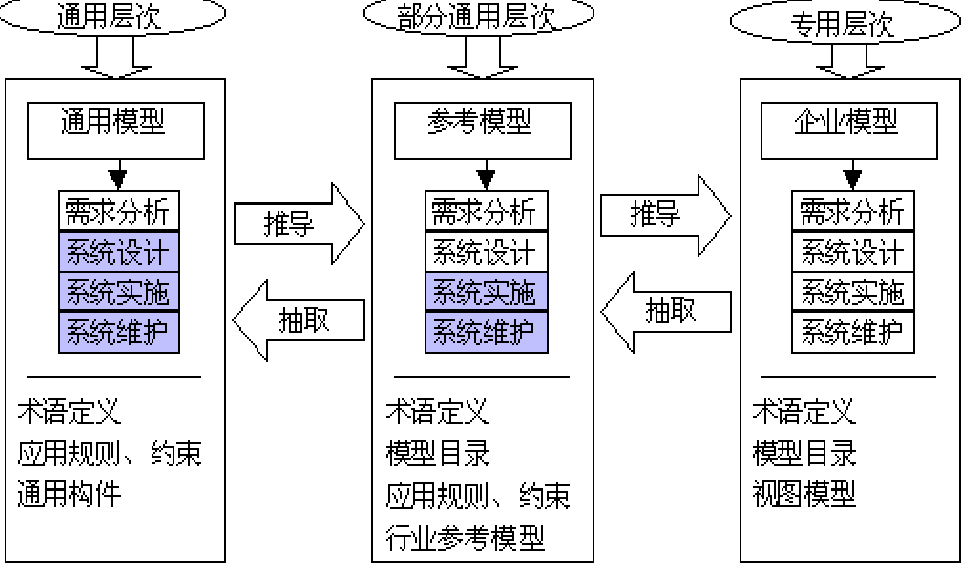 通用层次
通用模型
需求分析
系统设计
系统实施
系统维护
术语定义
应用规则、约束
通用构件
推导
抽取
部分通用层次
参考模型
需求分析
系统设计
系统实施
系统维护
术语定义
模型目录
应用规则、约束
行业参考模型
推导
抽取
专用层次
企业模型
需求分析
系统设计
系统实施
系统维护
术语定义
模型目录
视图模型